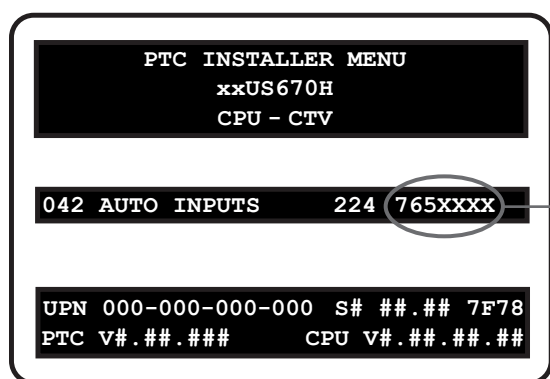 PTC INSTALLER MENU
xxUS670H
CPU – CTV
042 AUTO INPUTS 224 765XXXX
UPN 000-000-000-000 S# ##.## 7F78
PTC V#.##.### CPU V#.##.##.##